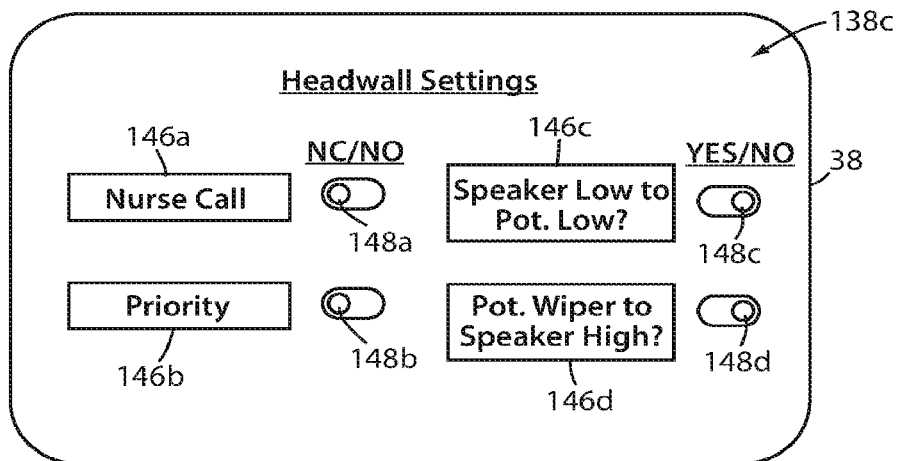 138c
Headwall Settings
146a
NC/NO
146c
YES/NO
38
Nurse Call
Speaker Low to
Pot. Low?
148a
148c
Priority
Pot. Wiper to
Speaker High?
146b
148b
146d
148d